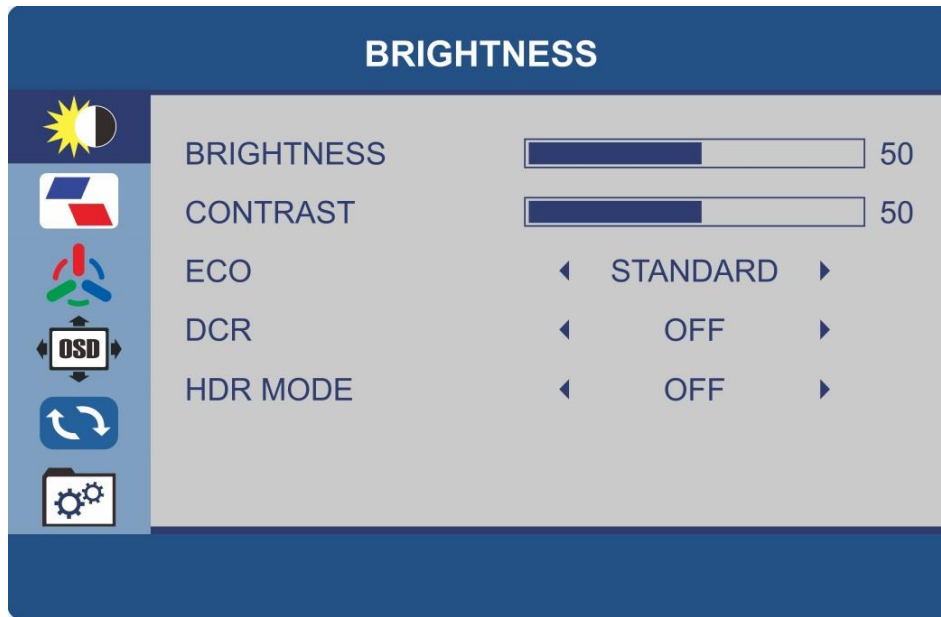 BRIGHTNESS
BRIGHTNESS 50
CONTRAST 50
ECO STANDARD
DCR OFF
OSD
HDR MODE OFF